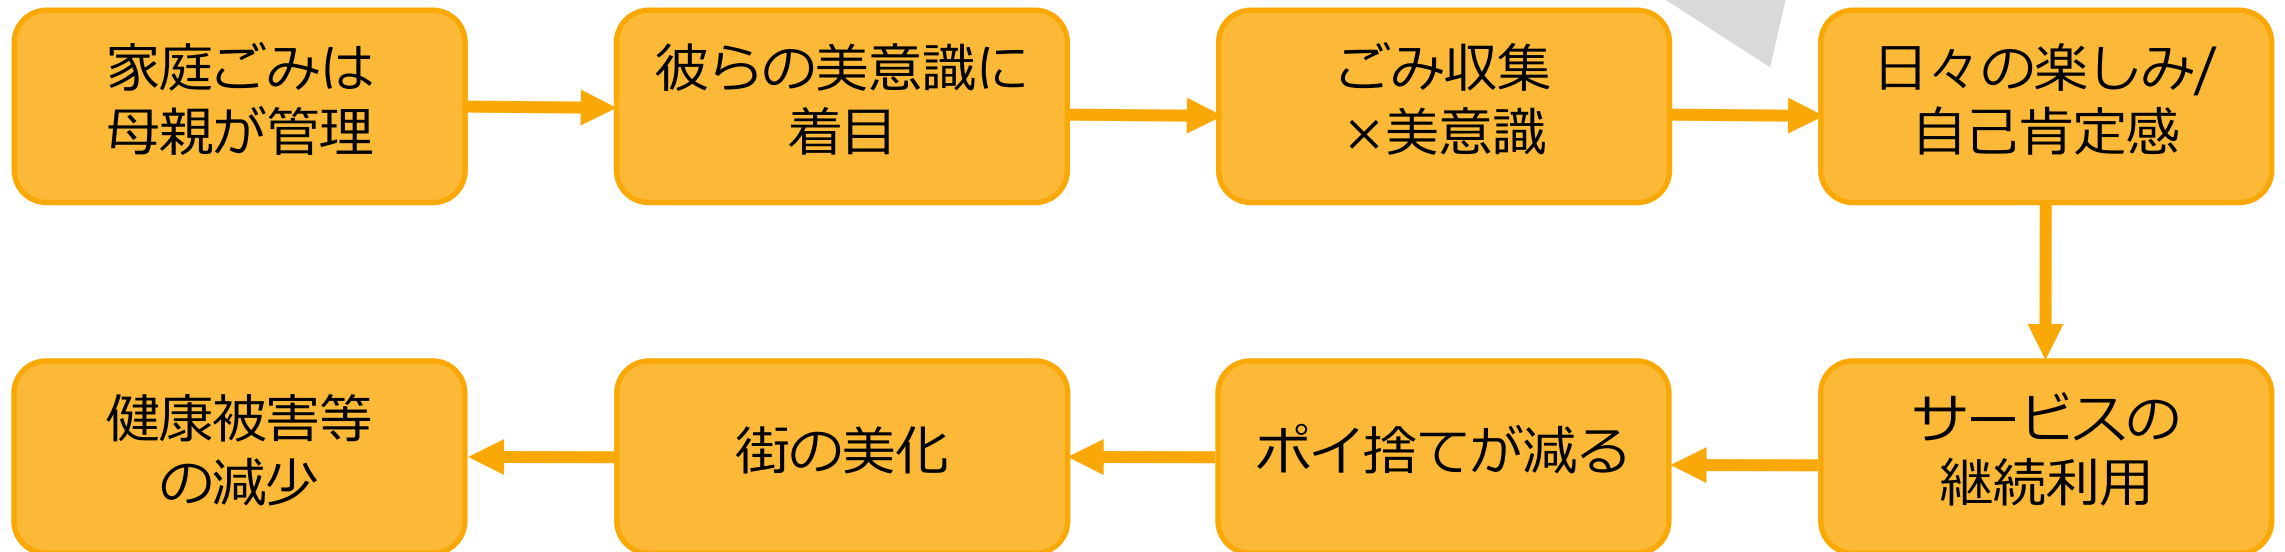 家庭ごみは
母親が管理
彼らの美意識に
着目
ごみ収集
×美意識
日々の楽しみ/
自己肯定感
サービスの
継続利用
ポイ捨てが減る
街の美化
健康被害等
の減少